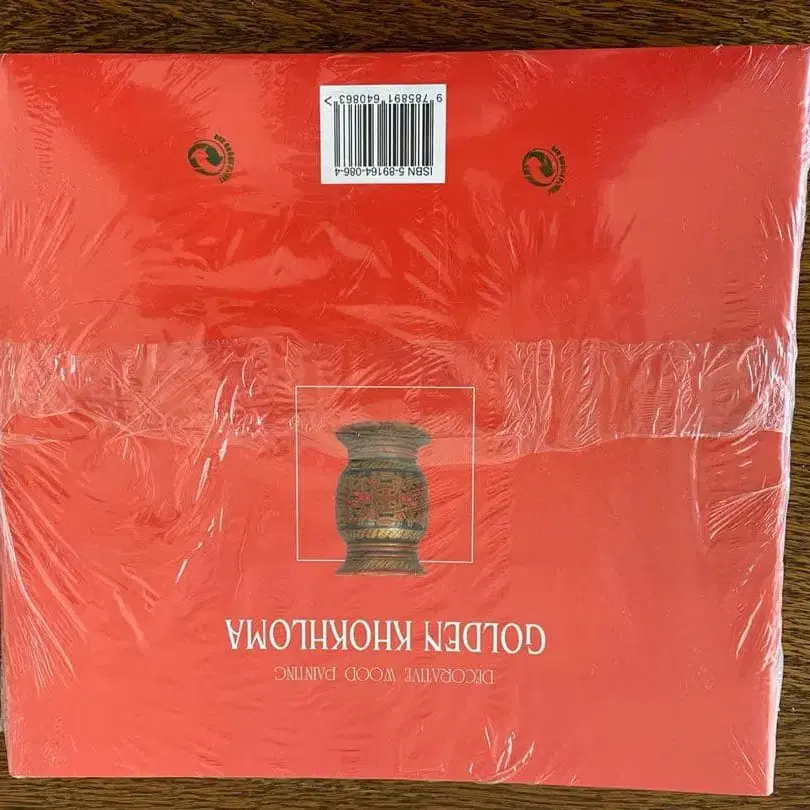 DECORATIVE WOOD PAINTING
GOLDEN KHOKHLOMA
ISBN 5-89164-086-4
9 785891 640863 >